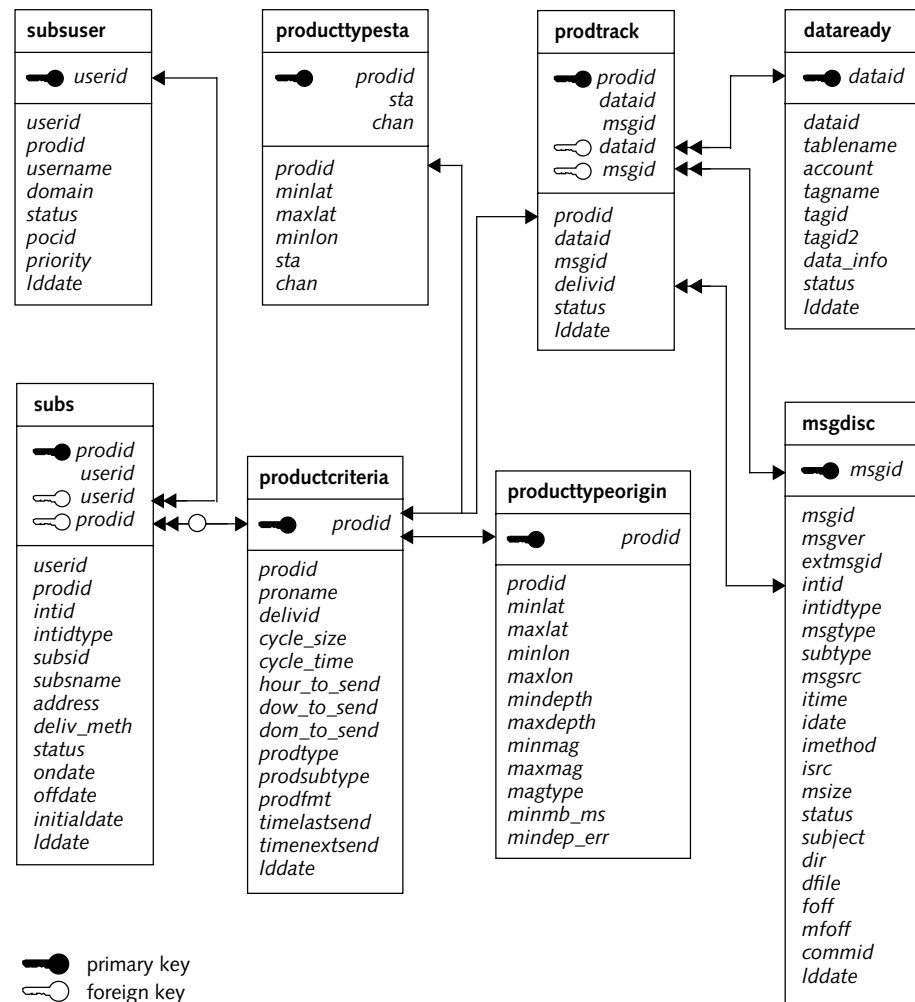 subsuser
userid
userid
prodid
username
domain
status
pocid
priority
lddate
producttypesta
prodid
sta
chan
prodid
minlat
maxlat
minlon
sta
chan
prodtrack
prodid
dataid
msgid
dataid
msgid
prodid
dataid
msgid
delivid
status
lddate
dataready
dataid
dataid
tablename
account
tagname
tagid
tagid2
data_info
status
lddate
subs
prodid
userid
userid
prodid
userid
prodid
intid
intidtype
subsid
subsname
address
deliv_meth
status
ondate
offdate
initialdate
lddate
productcriteria
prodid
prodid
proname
delivid
cycle_size
cycle_time
hour_to_send
dow_to_send
dom_to_send
prodtype
prodsubtype
prodfmt
timelastsend
timenextsend
lddate
producttypeorigin
prodid
prodid
minlat
maxlat
minlon
maxlon
mindepth
maxdepth
minmag
maxmag
magtype
minmb_ms
mindep_err
msgdisc
msgid
msgid
msgver
extmsgid
intid
intidtype
msgtype
subtype
msgsrc
itime
idate
imethod
isrc
msize
status
subject
dir
dfile
foff
mfoff
commid
lddate
primary key
foreign key